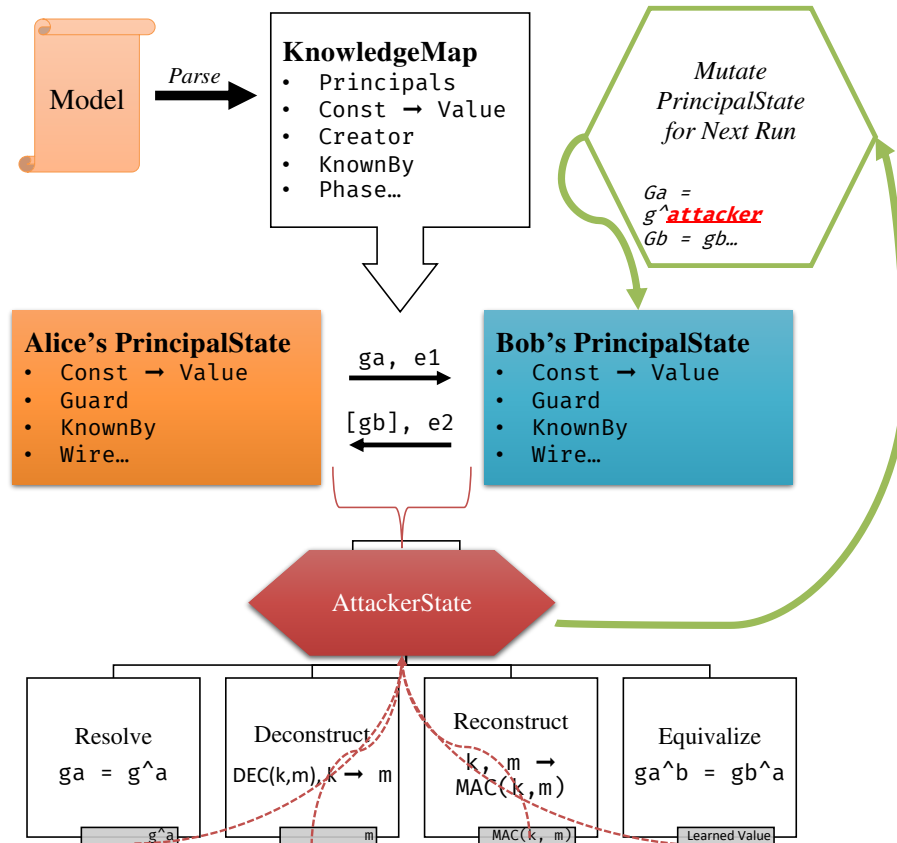 Model
Parse
KnowledgeMap
• Principals
• Const → Value
• Creator
• KnownBy
• Phase…
Mutate
PrincipalState
for Next Run
Ga =
g^attacker
Gb = gb…
Alice's PrincipalState
• Const → Value
• Guard
• KnownBy
• Wire…
ga, e1
[gb], e2
Bob's PrincipalState
• Const → Value
• Guard
• KnownBy
• Wire…
AttackerState
Resolve
ga = g^a
g^a
Deconstruct
DEC(k,m), k → m
m
Reconstruct
k, m →
MAC(k,m)
MAC(k, m)
Equivalize
ga^b = gb^a
Learned Value